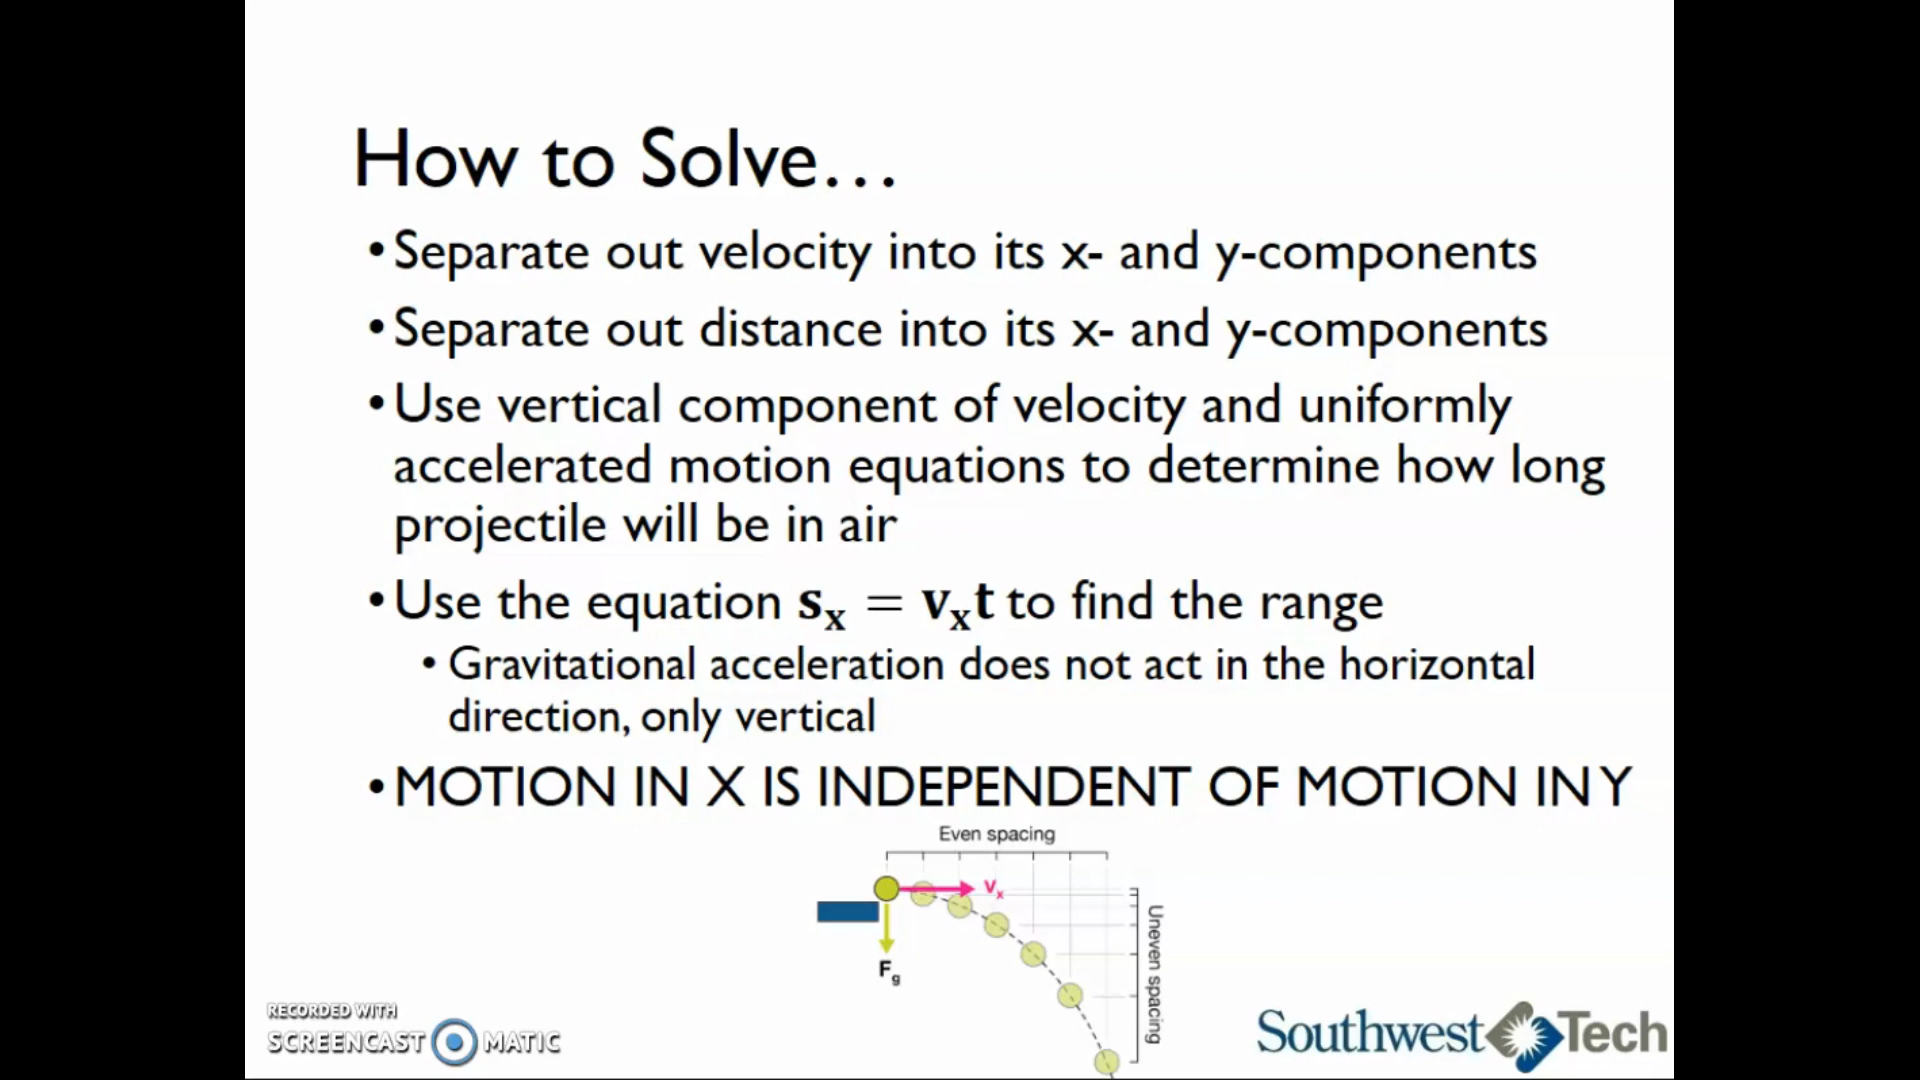 How to Solve...
•Separate out velocity into its x- and y-components
•Separate out distance into its x- and y-components
•Use vertical component of velocity and uniformly
accelerated motion equations to determine how long
projectile will be in air
•Use the equation sₓ = vₓt to find the range
• Gravitational acceleration does not act in the horizontal
direction, only vertical
•MOTION IN X IS INDEPENDENT OF MOTION IN Y
Even spacing
vₓ
Fg
Uneven spacing
RECORDED WITH
SCREENCAST MATIC
Southwest Tech